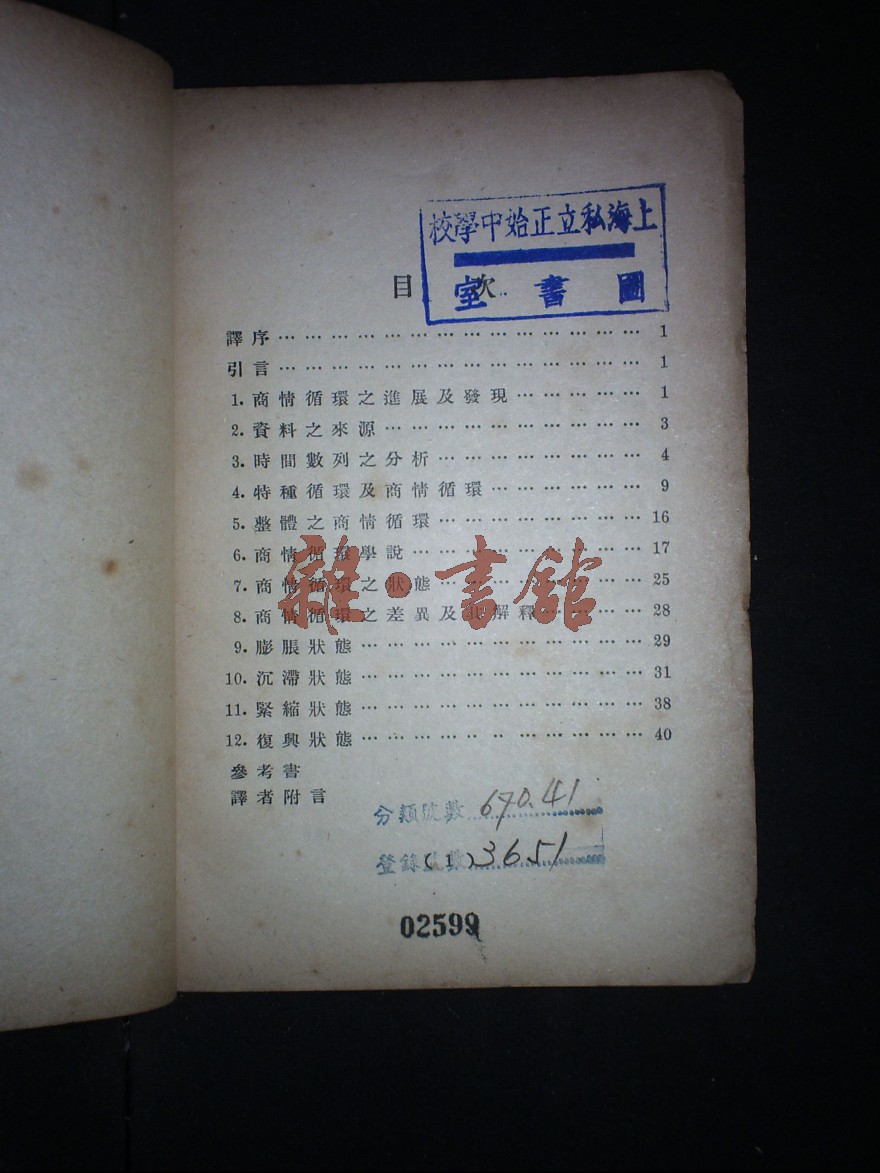 上海私立正始中學校
圖書室
目次
譯序………………………………………1
引言………………………………………1
1. 商情循環之進展及發現……………1
2. 資料之來源…………………………3
3. 時間數列之分析……………………4
4. 特種循環及商情循環………………9
5. 整體之商情循環……………………16
6. 商情循環學說………………………17
7. 商情循環之狀態……………………25
8. 商情循環之差異及其解釋…………28
9. 膨脹狀態……………………………29
10. 沉滯狀態……………………………31
11. 緊縮狀態……………………………38
12. 復興狀態……………………………40
參考書
譯者附言
雜·書館
分類號數 670.41
登錄號數 (1) 3651
02599